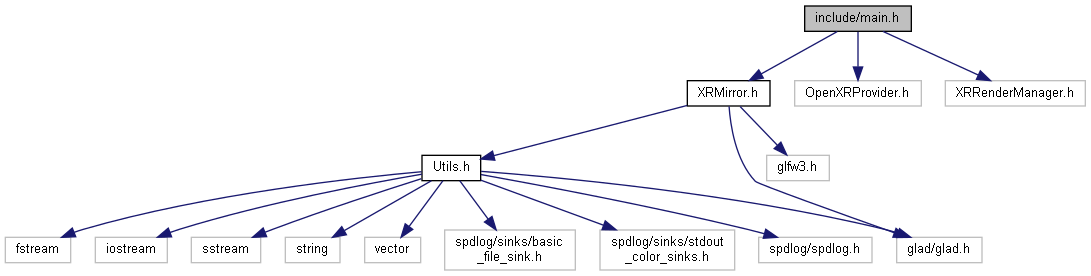 include/main.h
XRMirror.h
OpenXRProvider.h
XRRenderManager.h
Utils.h
glfw3.h
fstream
iostream
sstream
string
vector
spdlog/sinks/basic
_file_sink.h
spdlog/sinks/stdout
_color_sinks.h
spdlog/spdlog.h
glad/glad.h